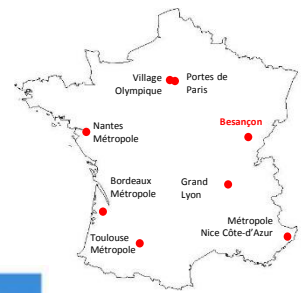 Village
Olympique
Portes de
Paris
Nantes
Métropole
Besançon
Bordeaux
Métropole
Grand
Lyon
Toulouse
Métropole
Métropole
Nice Côte-d'Azur